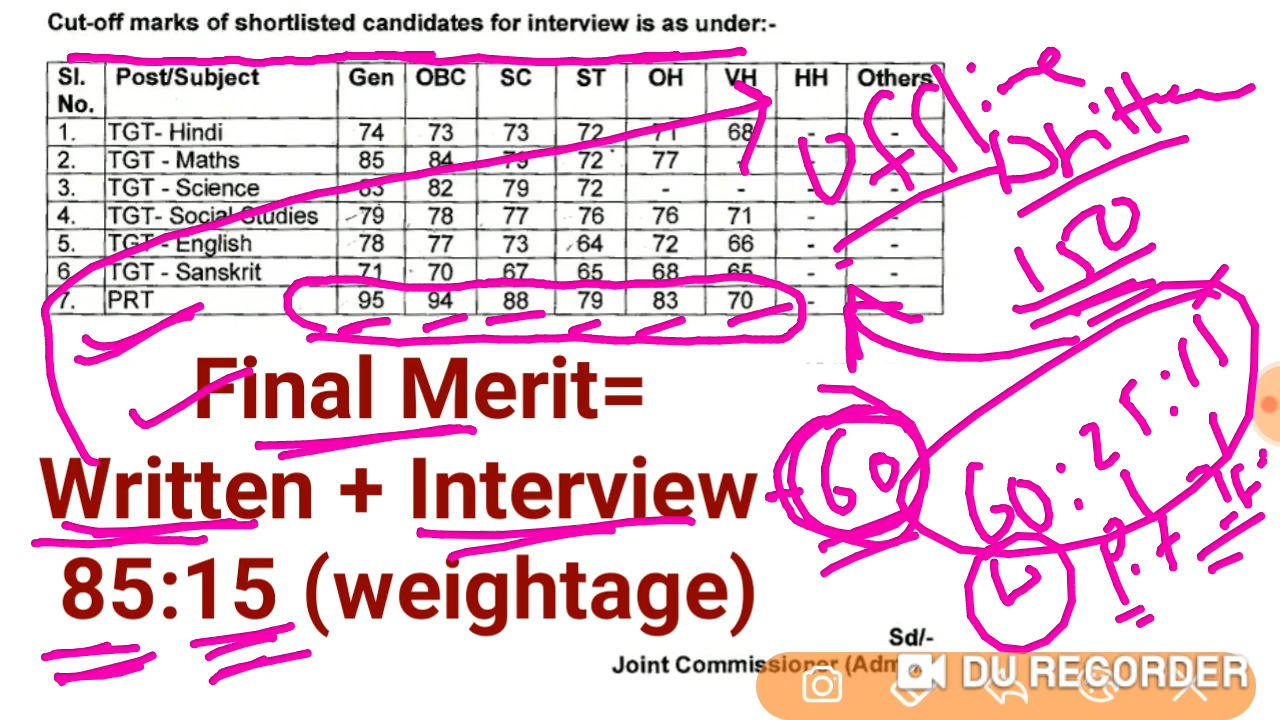 Cut-off marks of shortlisted candidates for interview is as under:-
Sl. No. Post/Subject Gen OBC SC ST OH VH HH Others
1. TGT- Hindi 74 73 73 72 71 68 - -
2. TGT - Maths 85 84 72 77 - - -
3. TGT - Science 83 82 79 72 - - - -
4. TGT- Social Studies 79 78 77 76 76 71 - -
5. TGT - English 78 77 73 64 72 66 - -
6. TGT - Sanskrit 71 70 67 65 68 65 - -
7. PRT 95 94 88 79 83 70 -
offline
Written
150
Final Merit=
Written + Interview
85:15 (weightage)
60
60:25:15
W P.I
Sd/-
Joint Commissioner (Adm
DU RECORDER